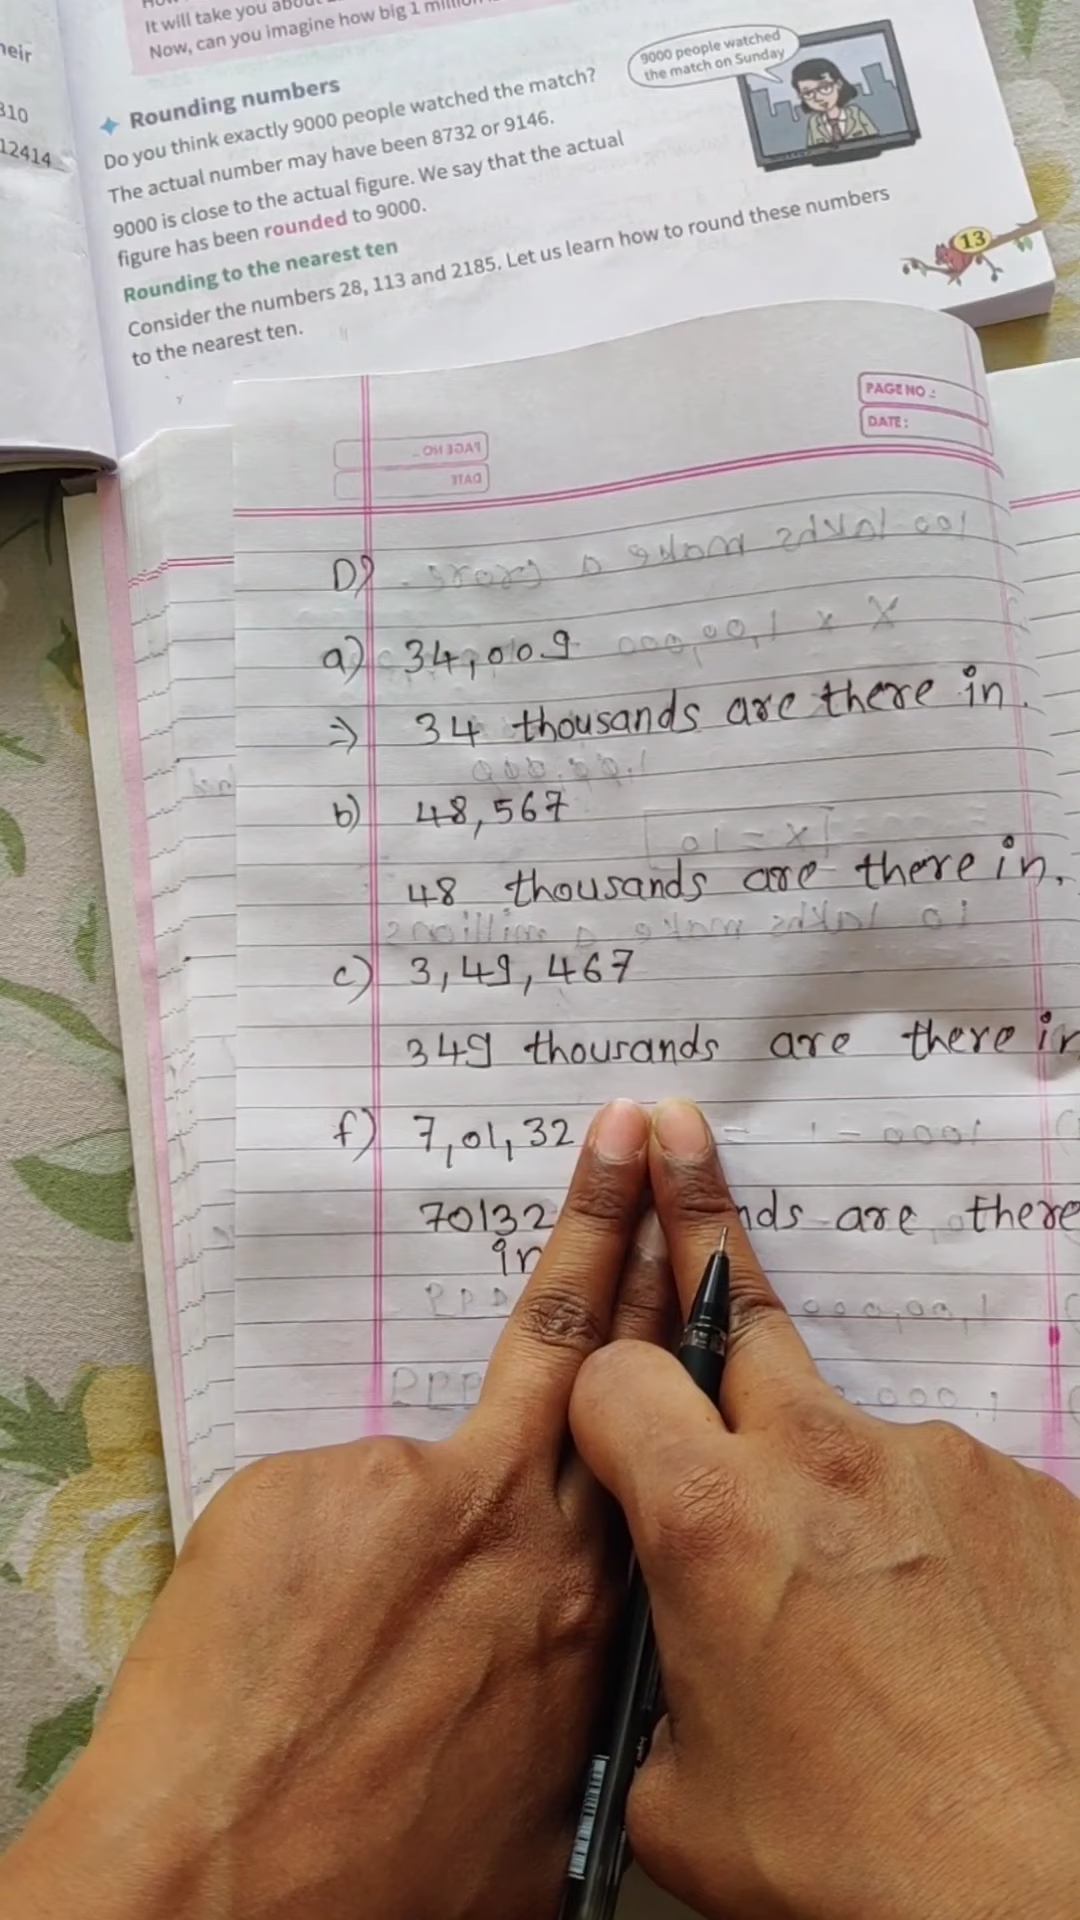 It will take you about
Now, can you imagine how big 1 million
heir
310
12414
Rounding numbers
Do you think exactly 9000 people watched the match?
The actual number may have been 8732 or 9146.
9000 is close to the actual figure. We say that the actual
figure has been rounded to 9000.
9000 people watched
the match on Sunday
Rounding to the nearest ten
Consider the numbers 28, 113 and 2185. Let us learn how to round these numbers
to the nearest ten.
13
PAGE NO.:
DATE:
D)
a) 34,009
⇒ 34 thousands are there in.
b) 48,567
48 thousands are there in.
c) 3,49,467
349 thousands are there in
f) 7,01,32
70132 nds are there
in